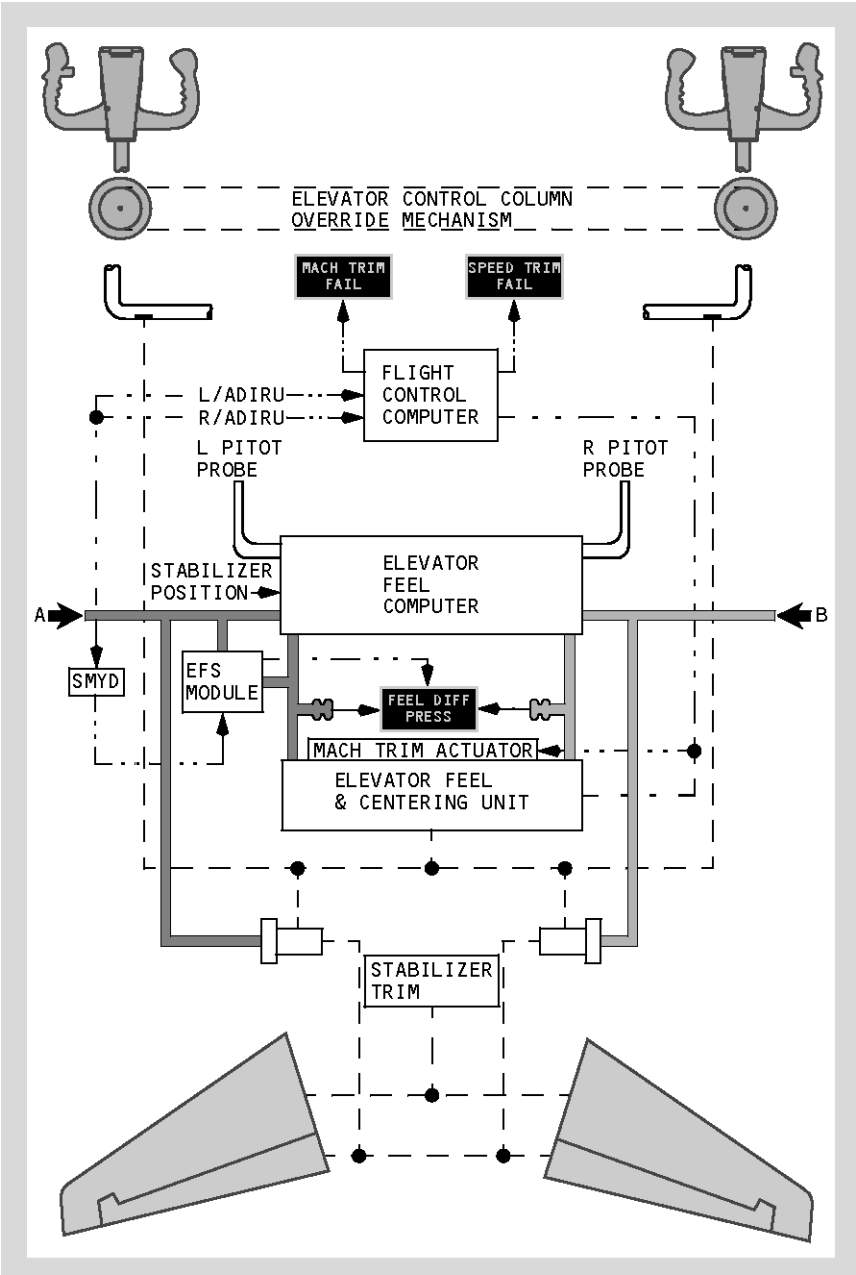 ELEVATOR CONTROL COLUMN
OVERRIDE MECHANISM
MACH TRIM
FAIL
SPEED TRIM
FAIL
FLIGHT
CONTROL
COMPUTER
L/ADIRU
R/ADIRU
L PITOT
PROBE
R PITOT
PROBE
ELEVATOR
FEEL
COMPUTER
STABILIZER
POSITION
A
B
SMYD
EFS
MODULE
FEEL DIFF
PRESS
MACH TRIM ACTUATOR
ELEVATOR FEEL
& CENTERING UNIT
STABILIZER
TRIM